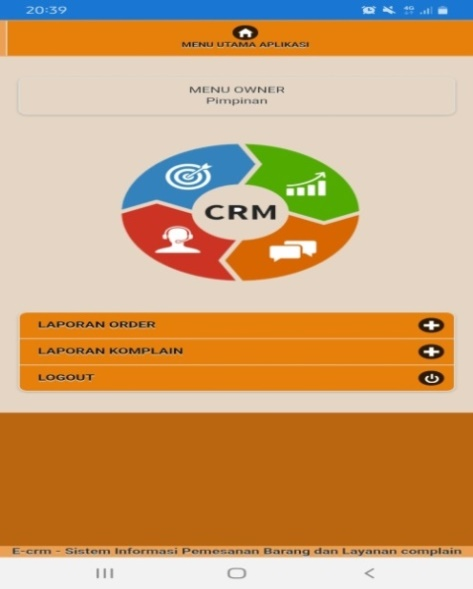 20:39
4G
MENU UTAMA APLIKASI
MENU OWNER
Pimpinan
CRM
LAPORAN ORDER
LAPORAN KOMPLAIN
LOGOUT
E-crm - Sistem Informasi Pemesanan Barang dan Layanan complain